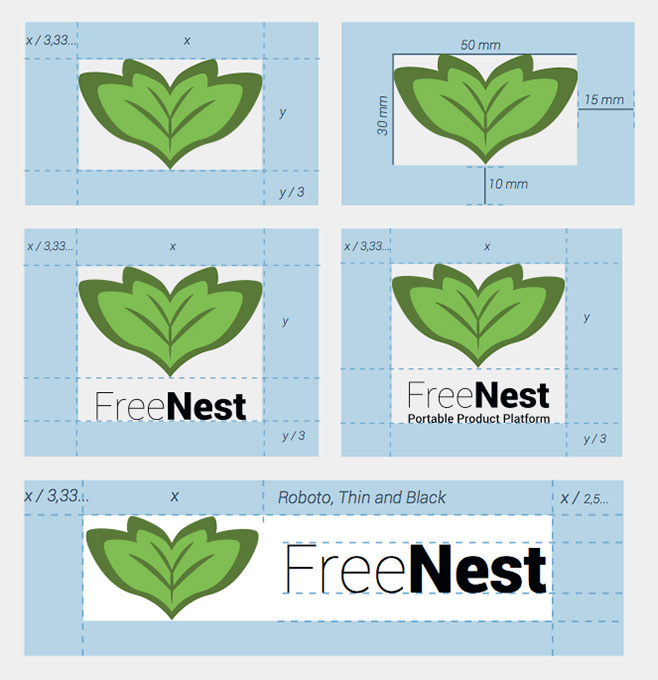 x / 3,33...
x
y
y / 3
50 mm
30 mm
15 mm
10 mm
x / 3,33...
x
y
FreeNest
y / 3
x / 3,33...
x
y
FreeNest
Portable Product Platform
y / 3
x / 3,33...
x
Roboto, Thin and Black
x / 2,5...
FreeNest